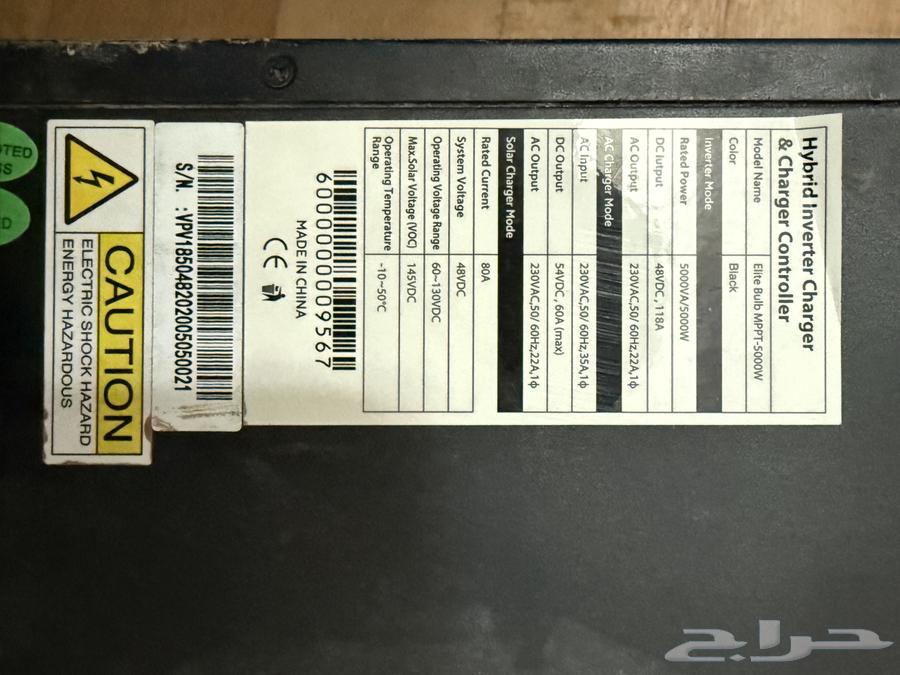 Hybrid Inverter Charger
& Charger Controller
Model Name Elite Bulb MPPT-5000W
Color Black
Inverter Mode
Rated Power 5000VA/5000W
DC Iutput 48VDC, 118A
AC Output 230VAC,50/ 60Hz,22A,1ϕ
AC Charger Mode
AC Input 230VAC,50/ 60Hz,35A,1ϕ
DC Output 54VDC, 60A (max)
AC Output 230VAC,50/ 60Hz,22A,1ϕ
Solar Charger Mode
Rated Current 80A
System Voltage 48VDC
Operating Voltage Range 60~130VDC
Max.Solar Voltage (VOC) 145VDC
Operating Temperature
Range -10~50°C
6000000009567
MADE IN CHINA
CE
S/N :VPV185048202005050021
CAUTION
ELECTRIC SHOCK HAZARD
ENERGY HAZARDOUS
حراج